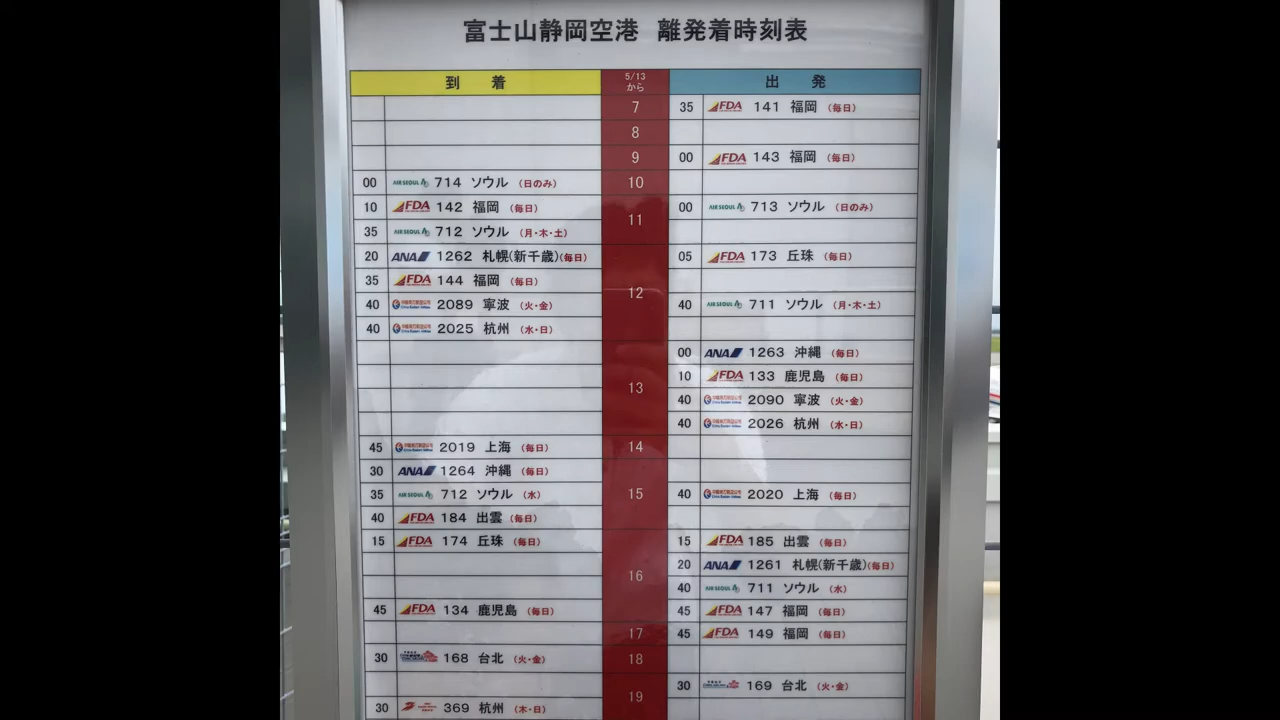 富士山静岡空港 離発着時刻表
到 着 5/13 から 出 発
7 35 FDA 141 福岡 (毎日)
8
9 00 FDA 143 福岡 (毎日)
00 AIR SEOUL 714 ソウル (日のみ) 10
10 FDA 142 福岡 (毎日) 11 00 AIR SEOUL 713 ソウル (日のみ)
35 AIR SEOUL 712 ソウル (月・木・土)
20 ANA 1262 札幌(新千歳)(毎日) 05 FDA 173 丘珠 (毎日)
35 FDA 144 福岡 (毎日)
40 2089 寧波 (火・金) 12 40 AIR SEOUL 711 ソウル (月・木・土)
40 2025 杭州 (水・日)
00 ANA 1263 沖縄 (毎日)
13 10 FDA 133 鹿児島 (毎日)
40 2090 寧波 (火・金)
40 2026 杭州 (水・日)
45 2019 上海 (毎日) 14
30 ANA 1264 沖縄 (毎日)
35 AIR SEOUL 712 ソウル (水) 15 40 2020 上海 (毎日)
40 FDA 184 出雲 (毎日)
15 FDA 174 丘珠 (毎日) 15 FDA 185 出雲 (毎日)
16 20 ANA 1261 札幌(新千歳)(毎日)
40 AIR SEOUL 711 ソウル (水)
45 FDA 134 鹿児島 (毎日) 45 FDA 147 福岡 (毎日)
17 45 FDA 149 福岡 (毎日)
30 168 台北 (火・金) 18
19 30 169 台北 (火・金)
30 369 杭州 (木・日)